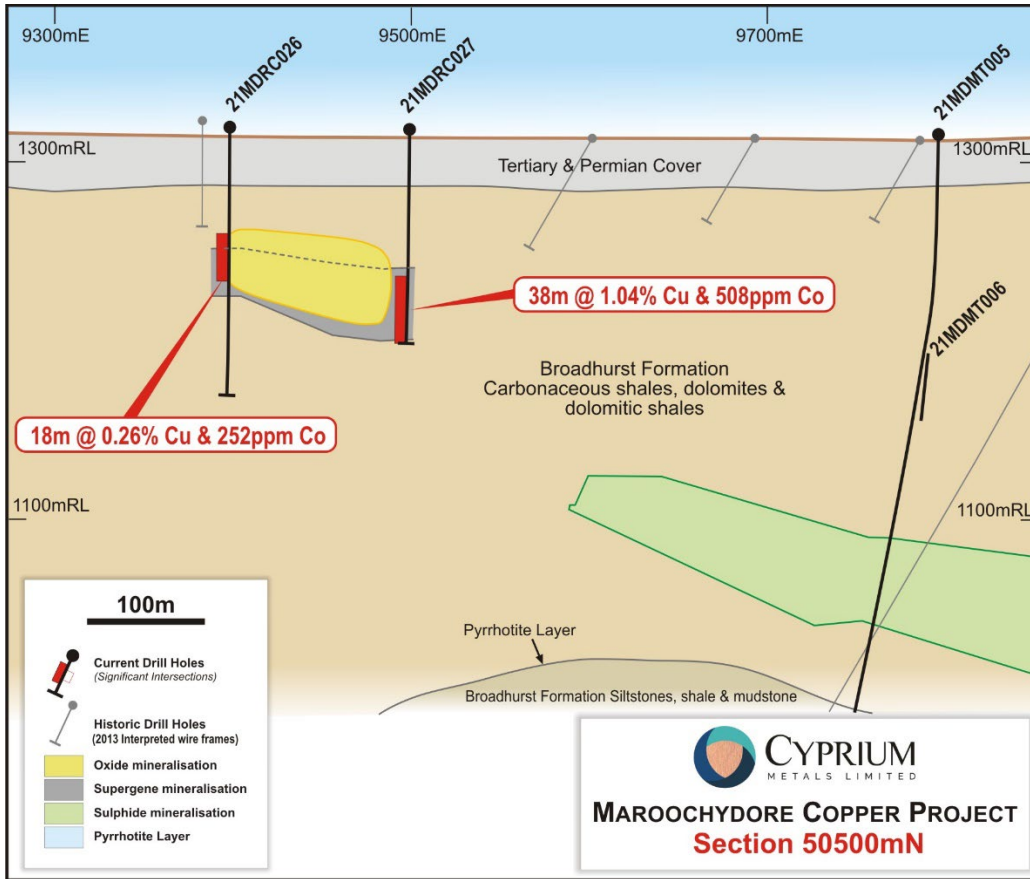 9300mE
9500mE
9700mE
21MDRC026
21MDRC027
21MDMT005
1300mRL
1300mRL
Tertiary & Permian Cover
38m @ 1.04% Cu & 508ppm Co
21MDMT006
Broadhurst Formation
Carbonaceous shales, dolomites &
dolomitic shales
18m @ 0.26% Cu & 252ppm Co
1100mRL
1100mRL
100m
Current Drill Holes
(Significant Intersections)
Historic Drill Holes
(2013 Interpreted wire frames)
Oxide mineralisation
Supergene mineralisation
Sulphide mineralisation
Pyrrhotite Layer
Pyrrhotite Layer
Broadhurst Formation Siltstones, shale & mudstone
CYPRIUM
METALS LIMITED
MAROOCHYDORE COPPER PROJECT
Section 50500mN